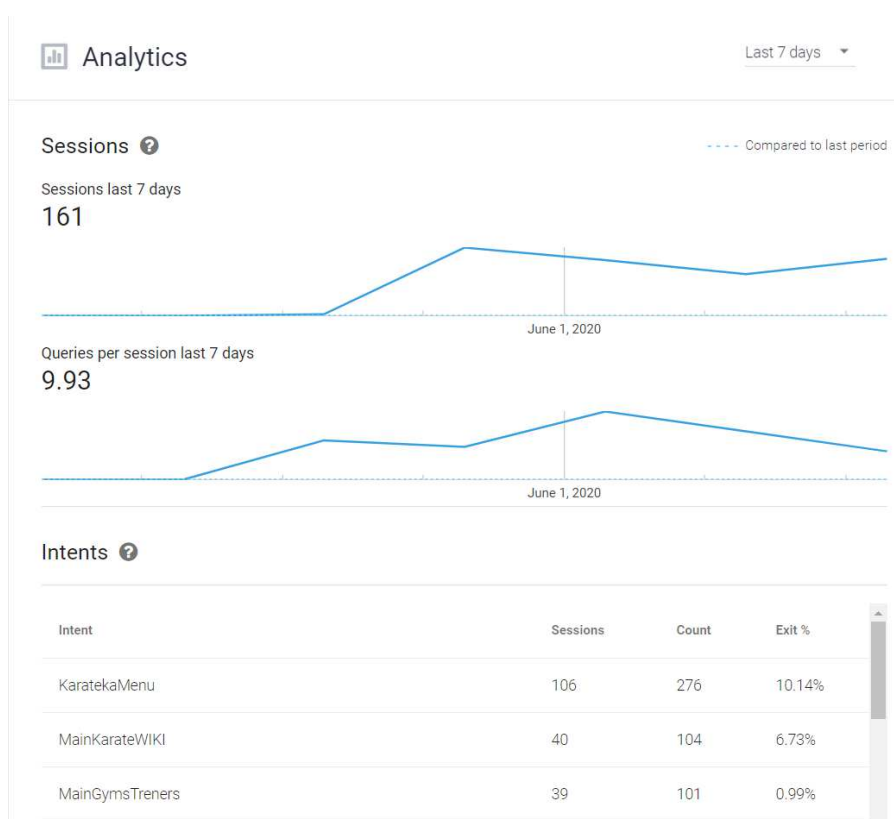 Analytics
Last 7 days
Sessions
Compared to last period
Sessions last 7 days
161
June 1, 2020
Queries per session last 7 days
9.93
June 1, 2020
Intents
Intent Sessions Count Exit %
KaratekaMenu 106 276 10.14%
MainKarateWIKI 40 104 6.73%
MainGymsTreners 39 101 0.99%